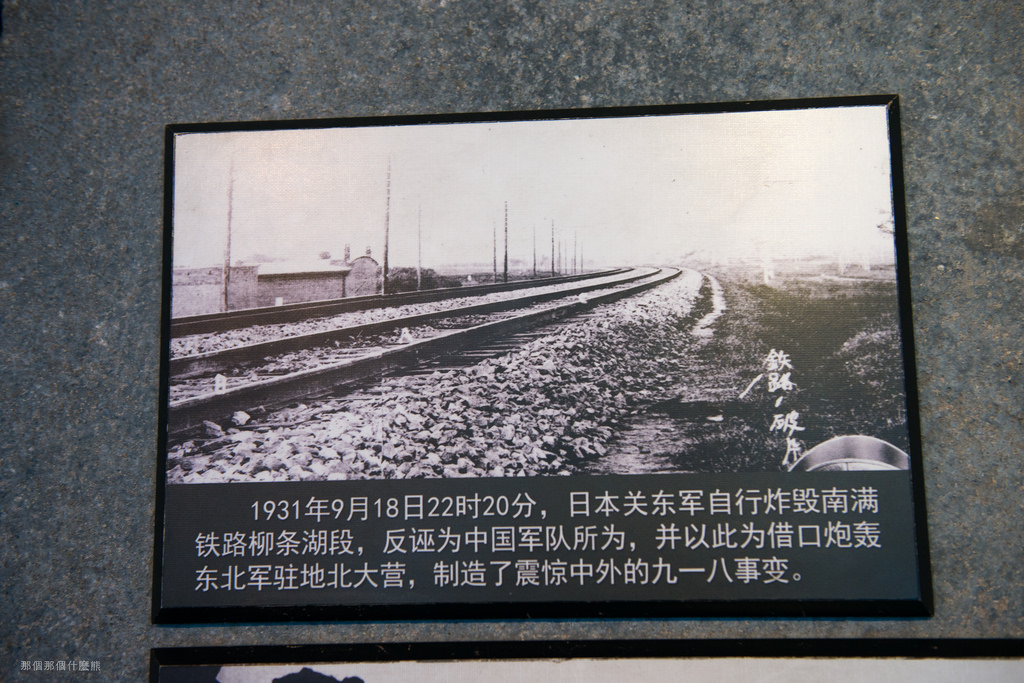 铁路ノ破座
1931年9月18日22时20分，日本关东军自行炸毁南满
铁路柳条湖段，反诬为中国军队所为，并以此为借口炮轰
东北军驻地北大营，制造了震惊中外的九一八事变。
那個那個什麼熊